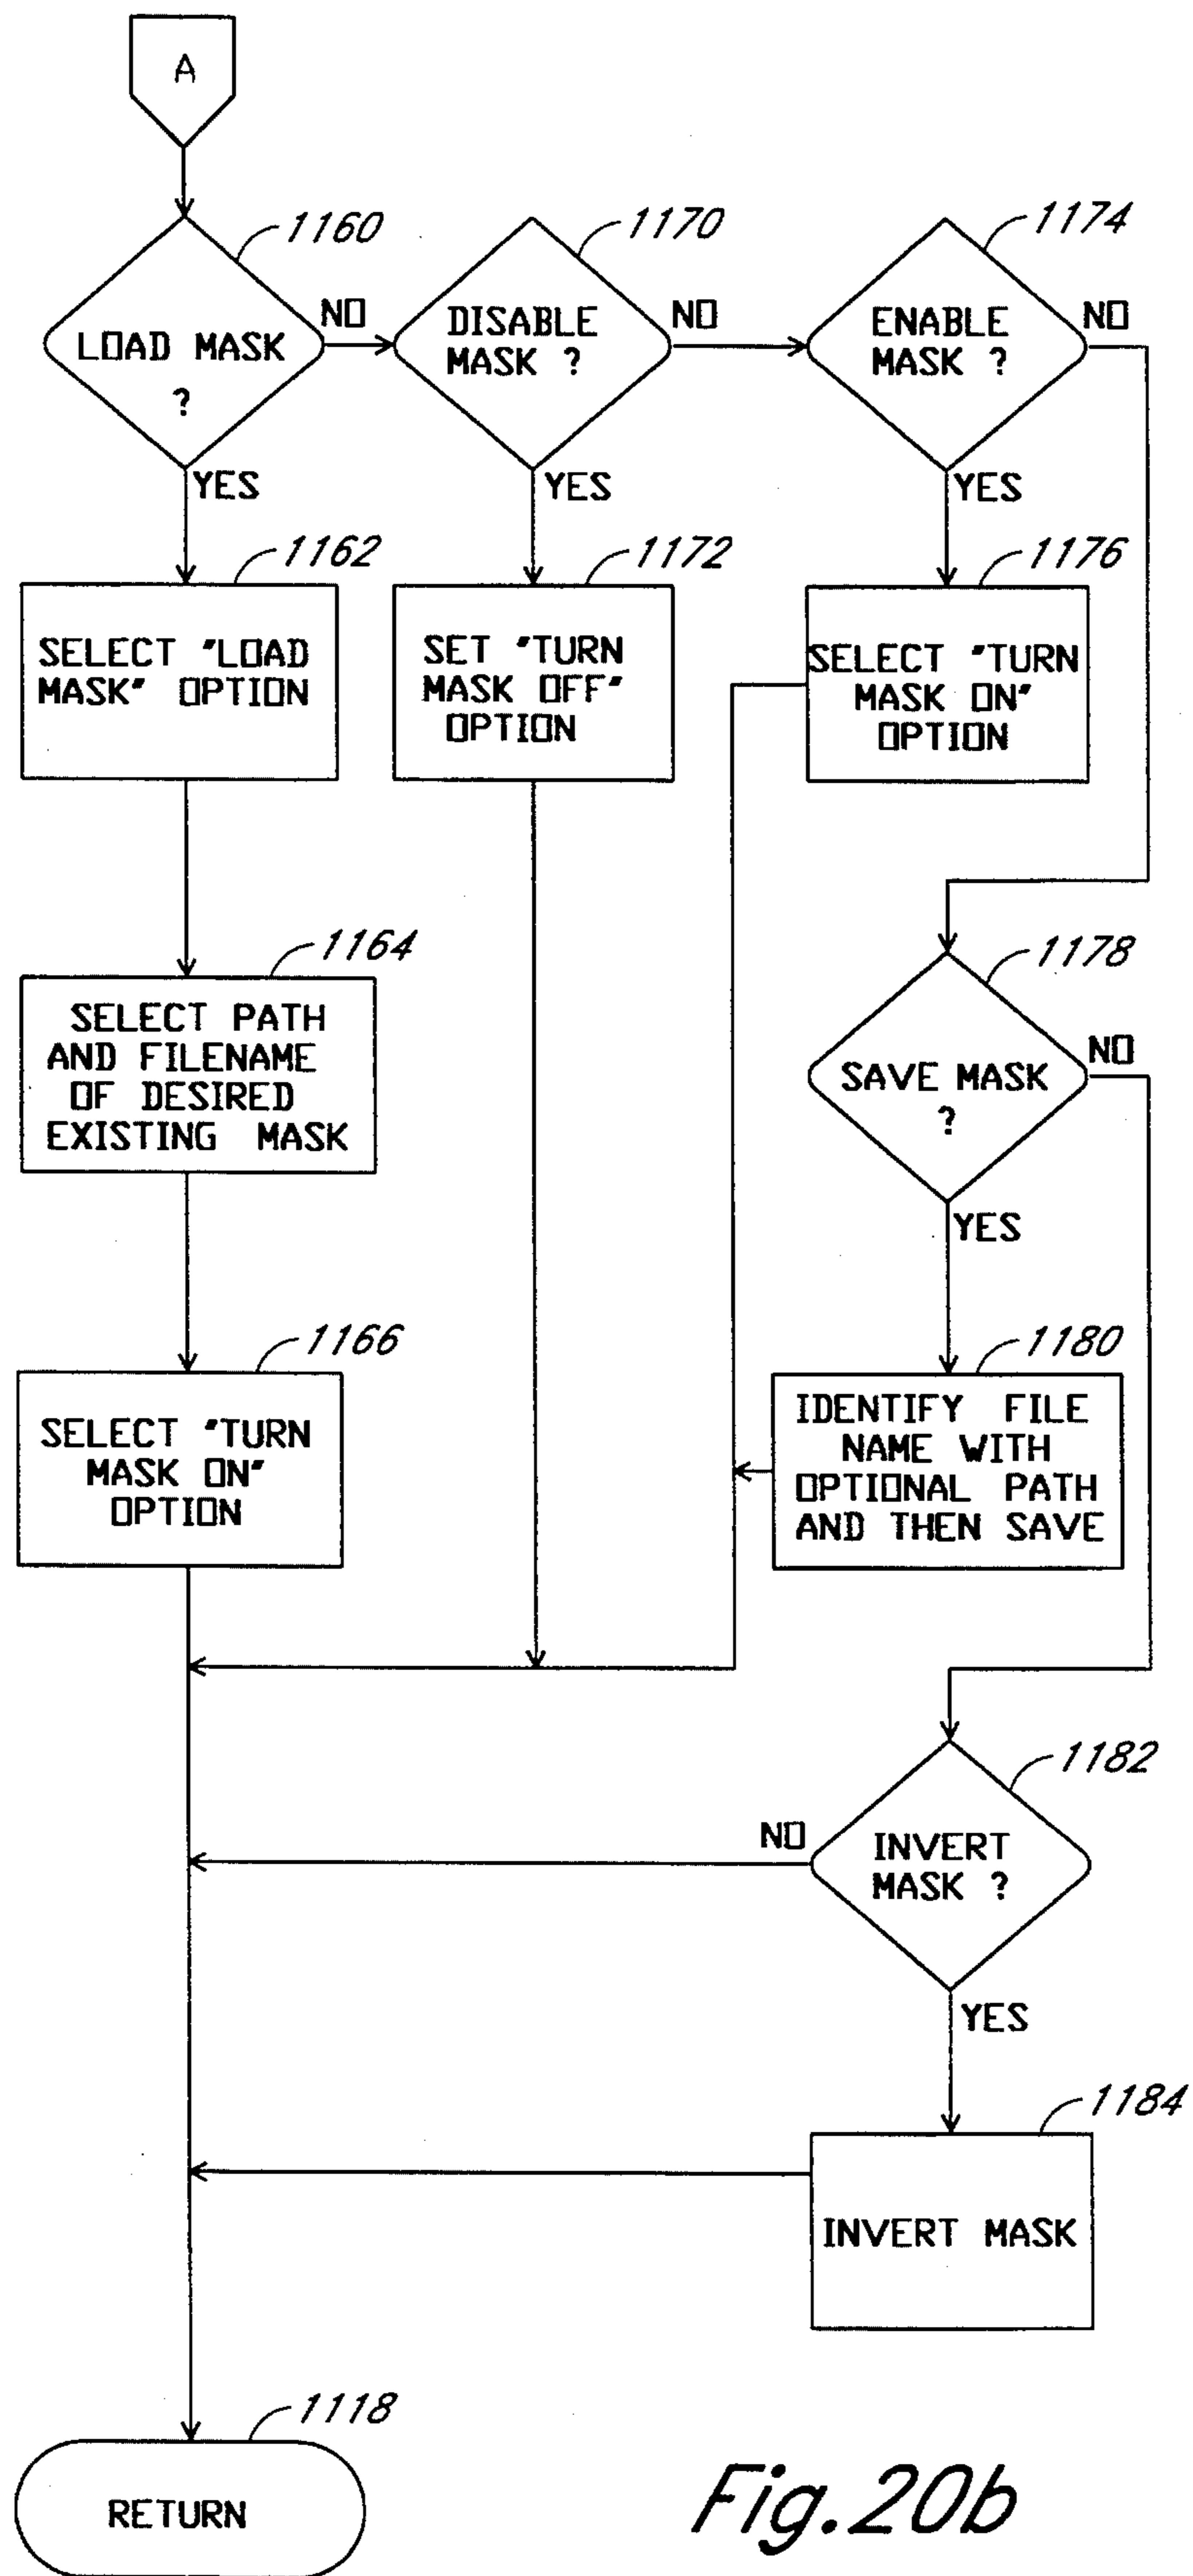 A
1160
LOAD MASK
?
NO
YES
1170
DISABLE
MASK ?
NO
YES
1174
ENABLE
MASK ?
NO
YES
1162
SELECT "LOAD
MASK" OPTION
1172
SET "TURN
MASK OFF"
OPTION
1176
SELECT "TURN
MASK ON"
OPTION
1164
SELECT PATH
AND FILENAME
OF DESIRED
EXISTING MASK
1178
SAVE MASK
?
NO
YES
1166
SELECT "TURN
MASK ON"
OPTION
1180
IDENTIFY FILE
NAME WITH
OPTIONAL PATH
AND THEN SAVE
1182
INVERT
MASK ?
NO
YES
1184
INVERT MASK
1118
RETURN
Fig.20b